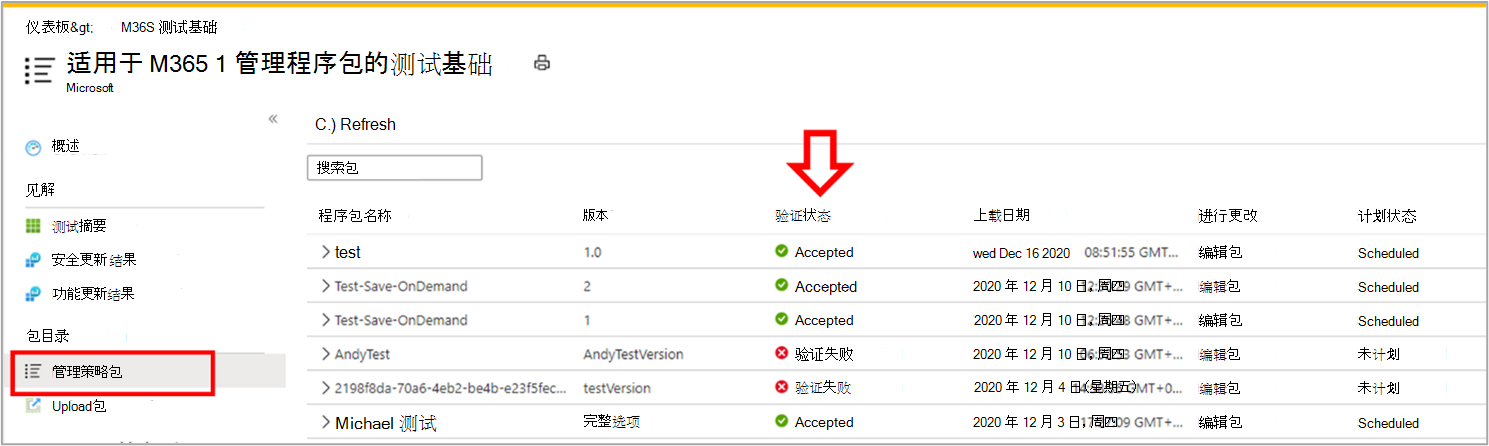 仪表板&gt; M36S 测试基础
适用于 M365 1 管理程序包的测试基础
Microsoft
«
C.) Refresh
概述
搜索包
见解
程序包名称 版本 验证状态 上载日期 进行更改 计划状态
测试摘要
> test 1.0 Accepted wed Dec 16 2020 08:51:55 GMT... 编辑包 Scheduled
安全更新结果
> Test-Save-OnDemand 2 Accepted 2020 年 12 月 10 日，周四 GMT+... 编辑包 Scheduled
功能更新结果
> Test-Save-OnDemand 1 Accepted 2020 年 12 月 10 日，周四 GMT+... 编辑包 Scheduled
包目录
> AndyTest AndyTestVersion 验证失败 2020 年 12 月 10 日，周四 GMT+... 编辑包 未计划
管理策略包
> 2198f8da-70a6-4eb2-be4b-e23f5fec... testVersion 验证失败 2020 年 12 月 4 日(星期五) GMT+0... 编辑包 未计划
Upload包
> Michael 测试 完整选项 Accepted 2020 年 12 月 3 日，周四 GMT+... 编辑包 Scheduled